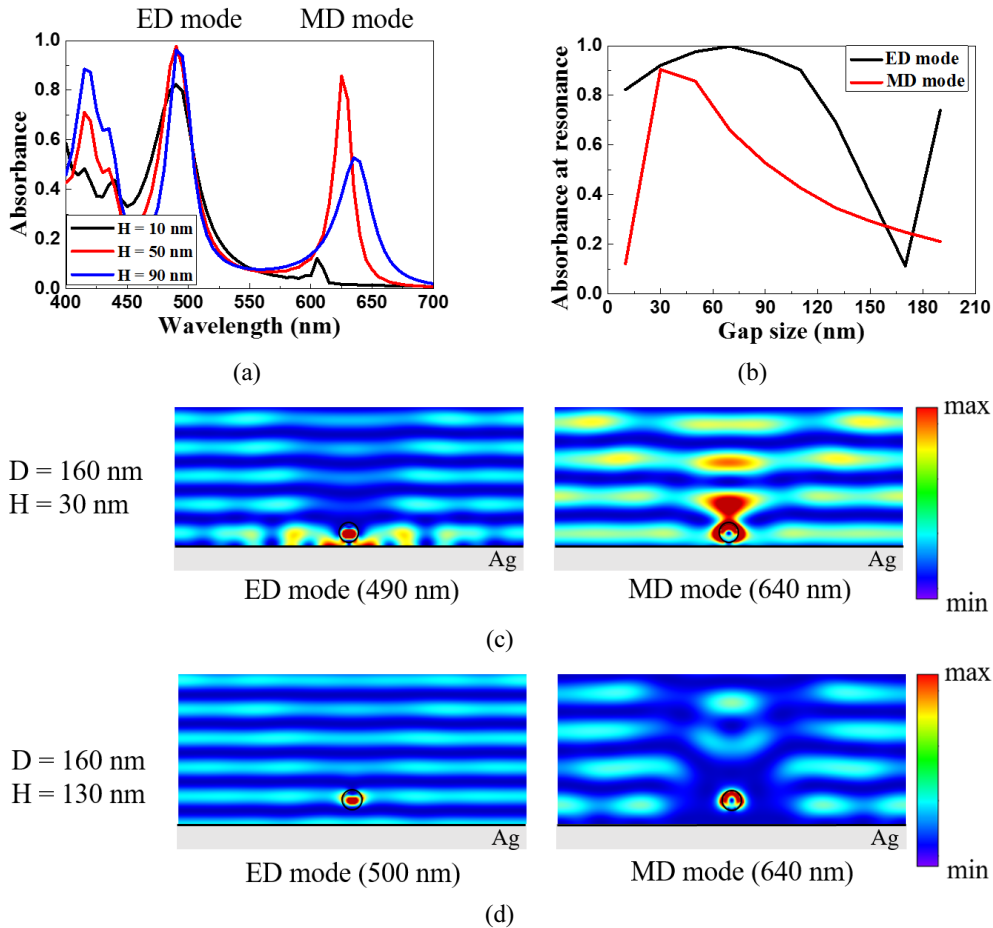 ED mode MD mode
1.0
0.8
0.6
0.4
0.2
0.0
Absorbance
H = 10 nm
H = 50 nm
H = 90 nm
400 450 500 550 600 650 700
Wavelength (nm)
(a)
1.0
0.8
0.6
0.4
0.2
0.0
Absorbance at resonance
ED mode
MD mode
0 30 60 90 120 150 180 210
Gap size (nm)
(b)
D = 160 nm
H = 30 nm
Ag
ED mode (490 nm)
Ag
MD mode (640 nm)
max
min
(c)
D = 160 nm
H = 130 nm
Ag
ED mode (500 nm)
Ag
MD mode (640 nm)
max
min
(d)